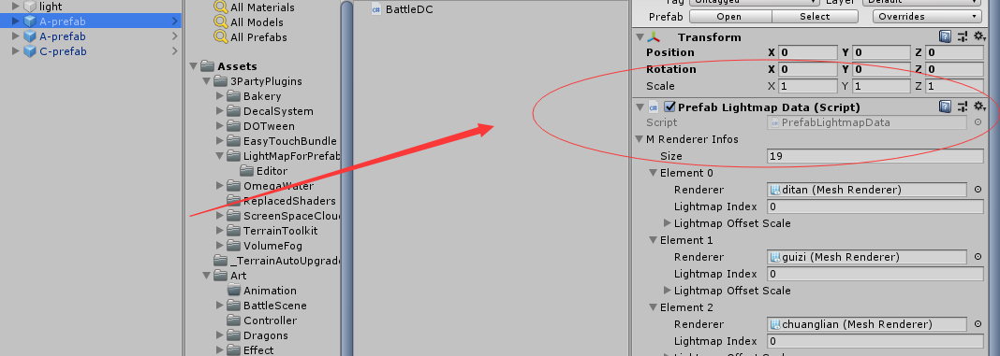 light
A-prefab
A-prefab
C-prefab
All Materials
All Models
All Prefabs
Assets
3PartyPlugins
Bakery
DecalSystem
DOTween
EasyTouchBundle
LightMapForPrefab
Editor
OmegaWater
ReplacedShaders
ScreenSpaceClou
TerrainToolkit
VolumeFog
_TerrainAutoUpgrade
Art
Animation
BattleScene
Controller
Dragons
Effect
BattleDC
Tag Untagged Layer Default
Prefab Open Select Overrides
Transform
Position X 0 Y 0 Z 0
Rotation X 0 Y 0 Z 0
Scale X 1 Y 1 Z 1
Prefab Lightmap Data (Script)
Script PrefabLightmapData
M Renderer Infos
Size 19
Element 0
Renderer ditan (Mesh Renderer)
Lightmap Index 0
Lightmap Offset Scale
Element 1
Renderer guizi (Mesh Renderer)
Lightmap Index 0
Lightmap Offset Scale
Element 2
Renderer chuanglian (Mesh Renderer)
Lightmap Index 0
Lightmap Offset Scale